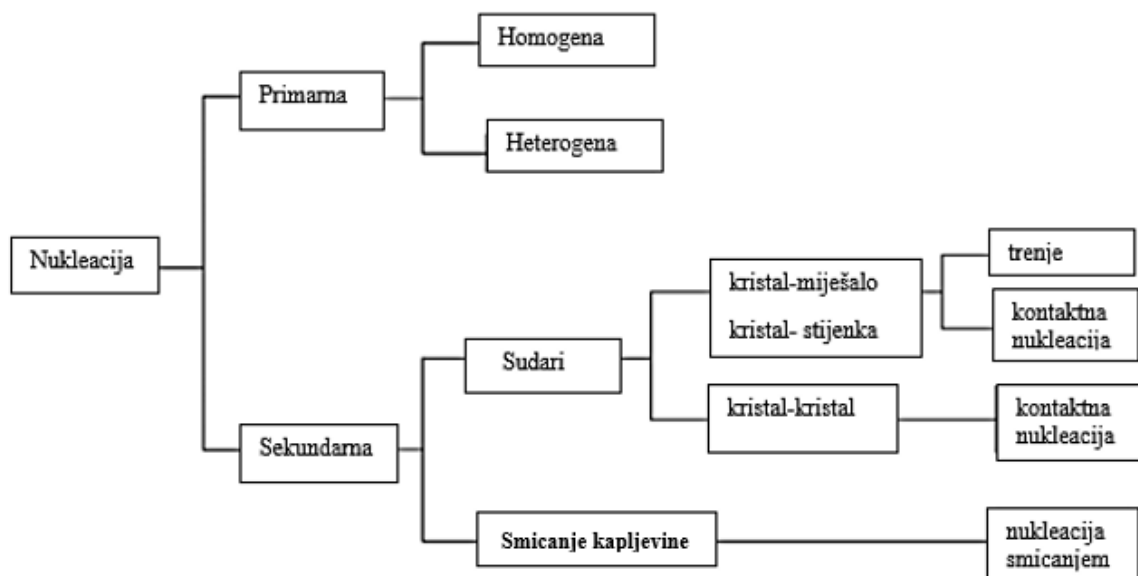 Homogena
Primarna
Heterogena
Nukleacija
trenje
kristal-miješalo
kristal- stijenka
kontaktna
nukleacija
Sudari
kristal-kristal
kontaktna
nukleacija
Sekundarna
Smicanje kapljevine
nukleacija
smicanjem